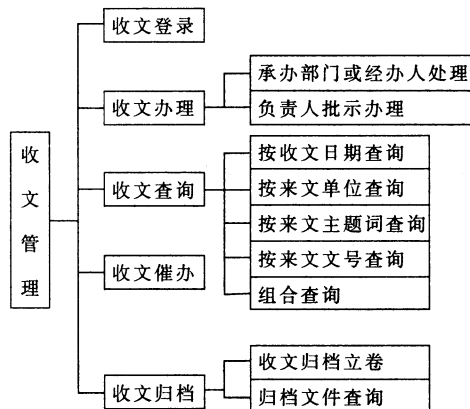 收文管理
收文登录
收文办理
承办部门或经办人处理
负责人批示办理
收文查询
按收文日期查询
按来文单位查询
按来文主题词查询
按来文文号查询
组合查询
收文催办
收文归档
收文归档立卷
归档文件查询